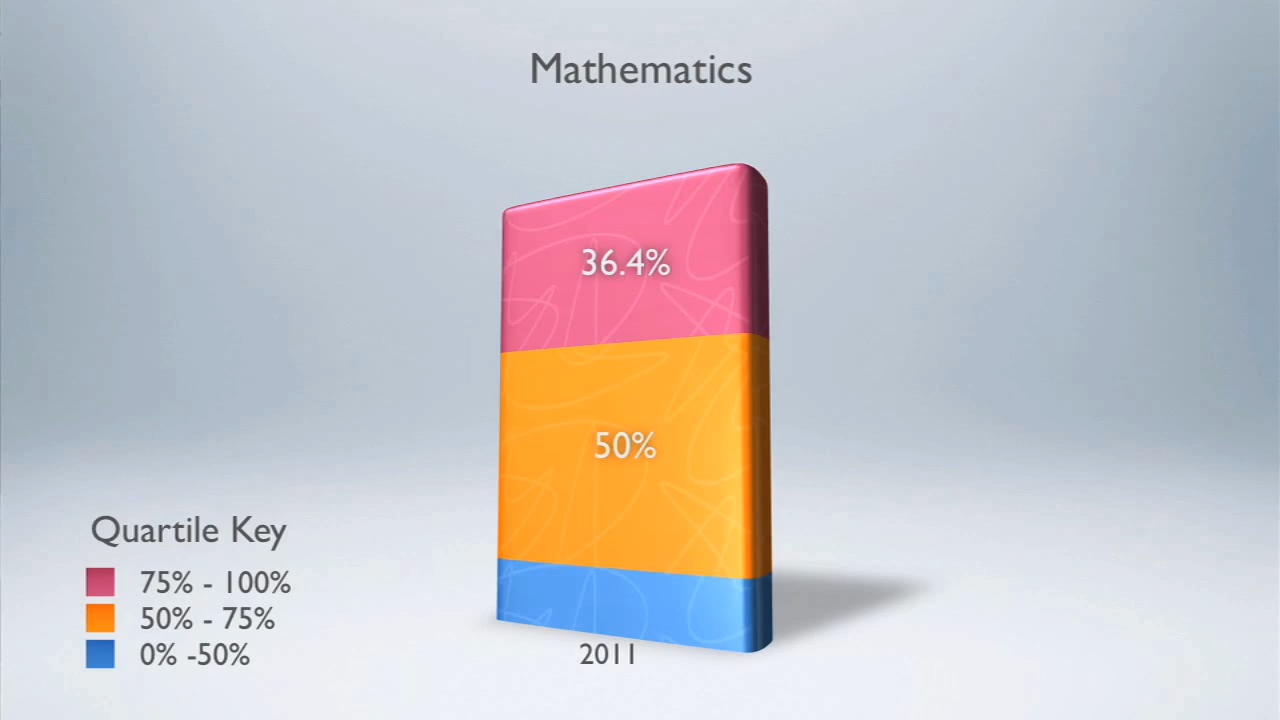 Mathematics
36.4%
50%
Quartile Key
75% - 100%
50% - 75%
0% -50%
2011